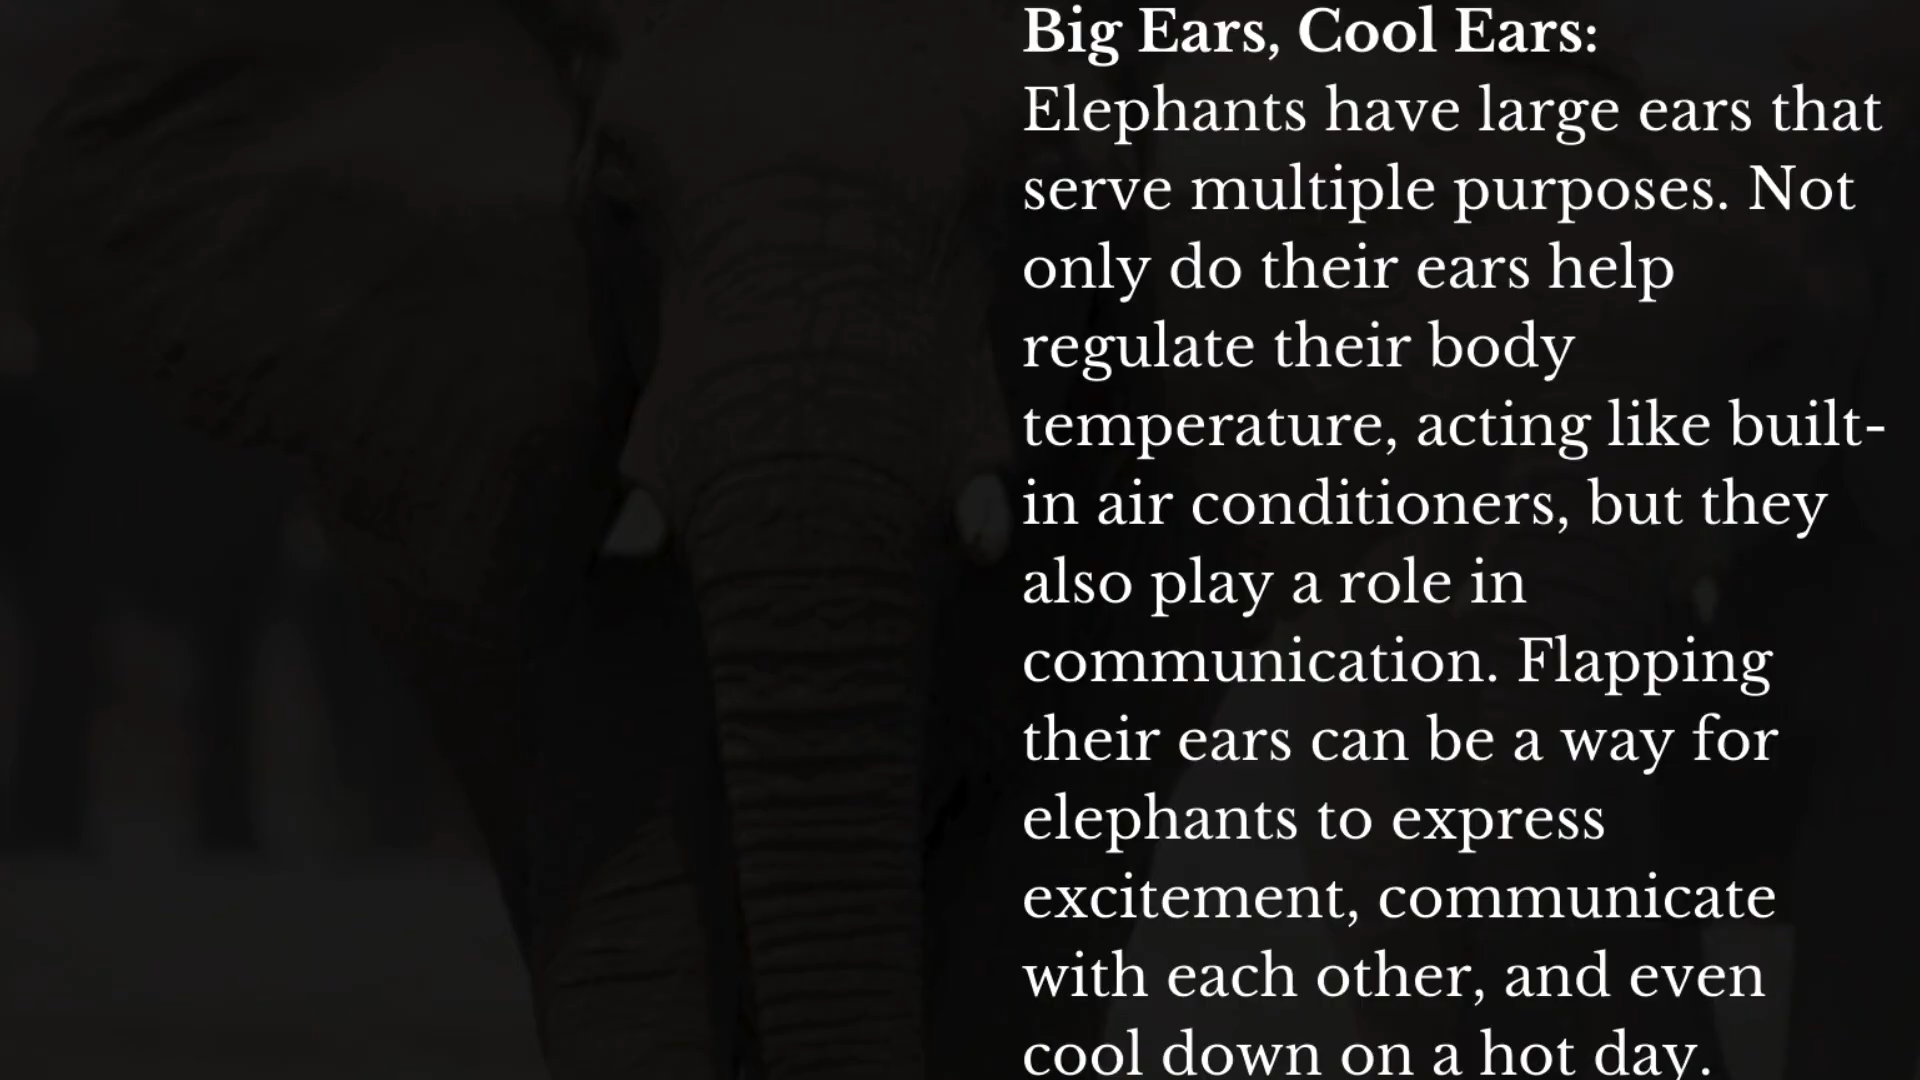 Big Ears, Cool Ears:
Elephants have large ears that
serve multiple purposes. Not
only do their ears help
regulate their body
temperature, acting like built-
in air conditioners, but they
also play a role in
communication. Flapping
their ears can be a way for
elephants to express
excitement, communicate
with each other, and even
cool down on a hot day.